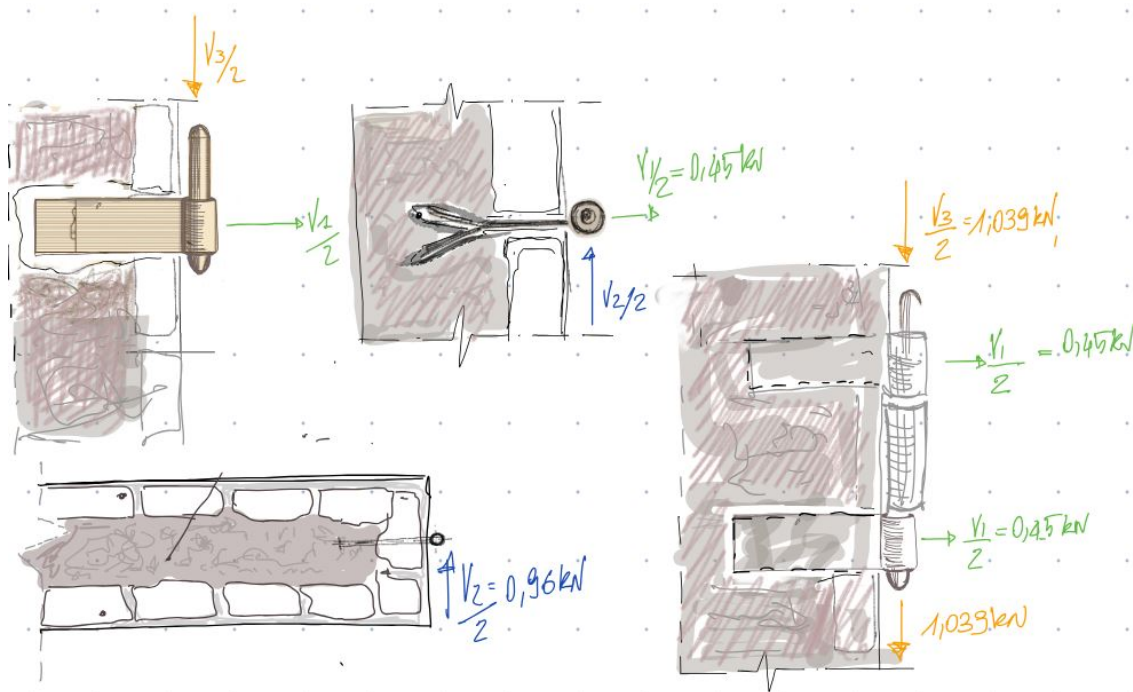 V3/2
V1/2
V1/2 = 0,45 kN
V2/2
V3/2 = 1,039 kN
V1/2 = 0,45 kN
V1/2 = 0,45 kN
V2/2 = 0,96 kN
1,039 kN